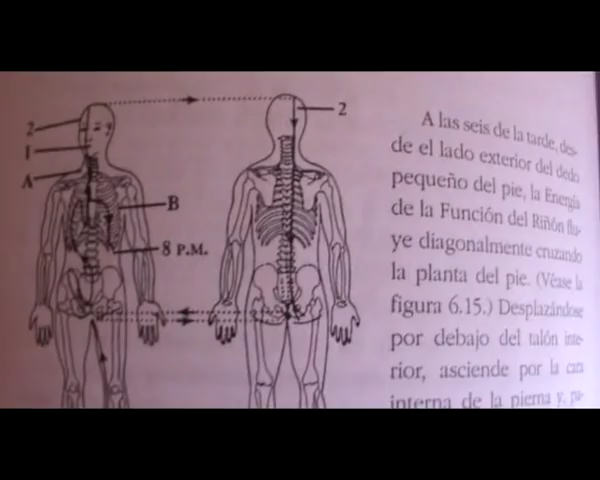 2
1
A
B
8 P.M.
2
A las seis de la tarde, des-
de el lado exterior del dedo
pequeño del pie, la Energía
de la Función del Riñón flu-
ye diagonalmente cruzando
la planta del pie. (Véase la
figura 6.15.) Desplazándose
por debajo del talón inte-
rior, asciende por la cara
interna de la pierna y, pa-